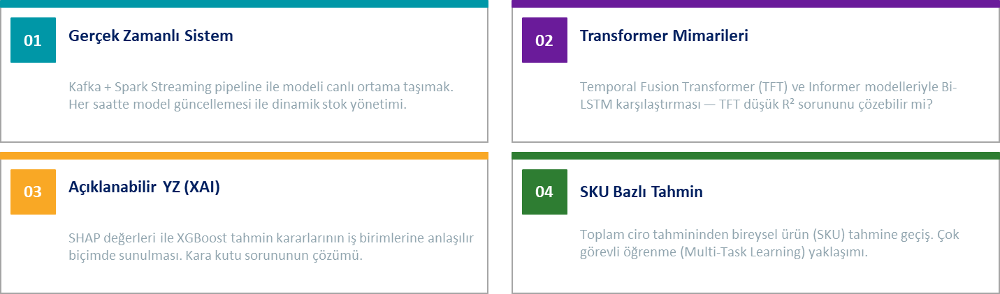 01
Gerçek Zamanlı Sistem
Kafka + Spark Streaming pipeline ile modeli canlı ortama taşımak.
Her saatte model güncellemesi ile dinamik stok yönetimi.
02
Transformer Mimarileri
Temporal Fusion Transformer (TFT) ve Informer modelleriyle Bi-
LSTM karşılaştırması — TFT düşük R² sorununu çözebilir mi?
03
Açıklanabilir YZ (XAI)
SHAP değerleri ile XGBoost tahmin kararlarının iş birimlerine anlaşılır
biçimde sunulması. Kara kutu sorununun çözümü.
04
SKU Bazlı Tahmin
Toplam ciro tahmininden bireysel ürün (SKU) tahmine geçiş. Çok
görevli öğrenme (Multi-Task Learning) yaklaşımı.